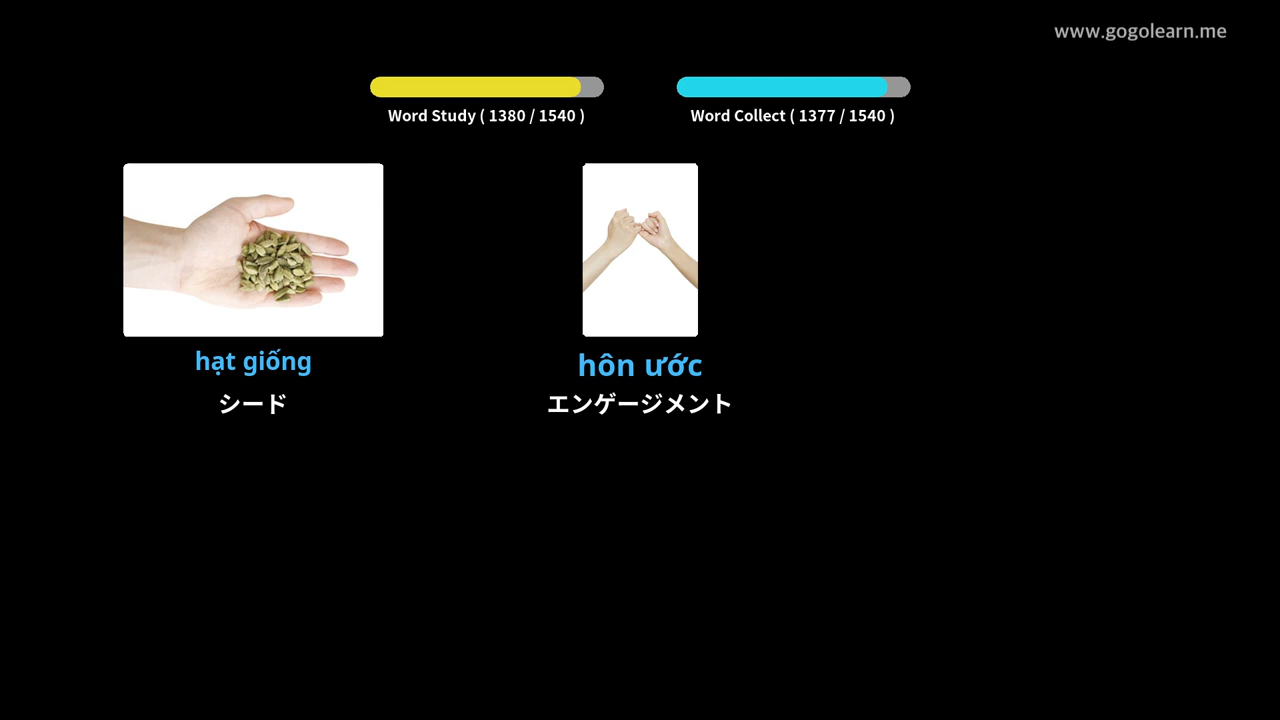 www.gogolearn.me
Word Study ( 1380 / 1540 )
Word Collect ( 1377 / 1540 )
hạt giống
シード
hôn ước
エンゲージメント